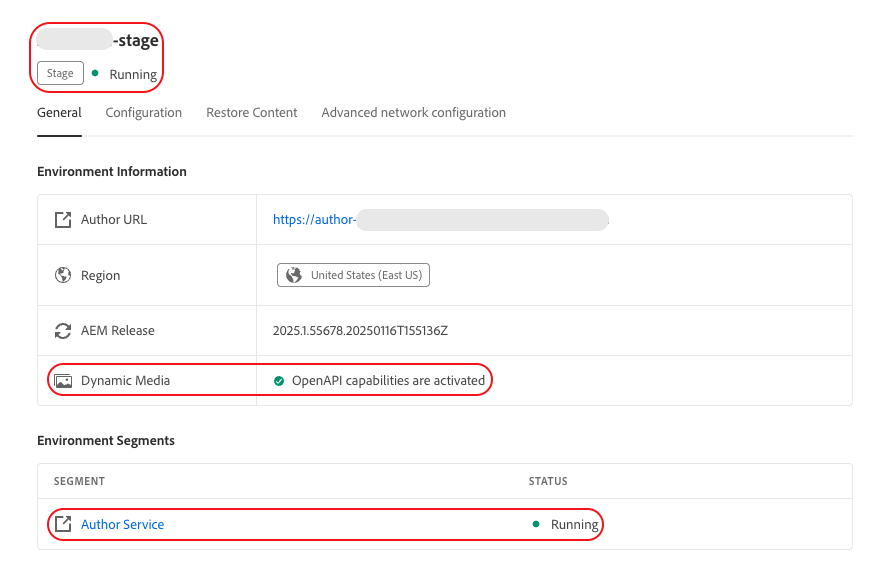 -stage
Stage Running
General Configuration Restore Content Advanced network configuration
Environment Information
Author URL https://author-
Region United States (East US)
AEM Release 2025.1.55678.20250116T155136Z
Dynamic Media OpenAPI capabilities are activated
Environment Segments
SEGMENT STATUS
Author Service Running